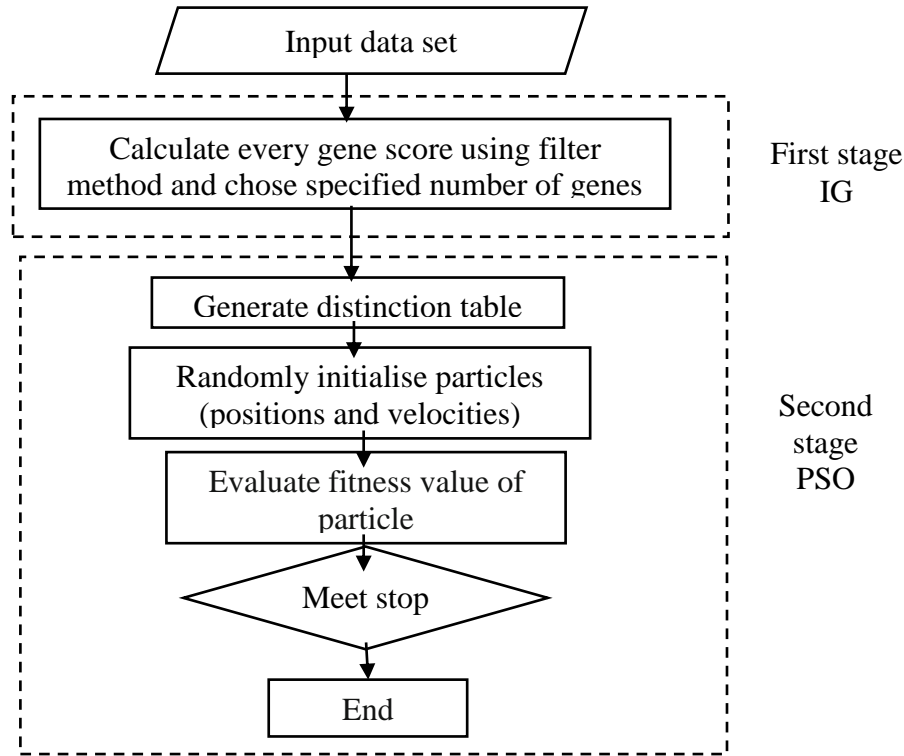 Input data set
Calculate every gene score using filter
method and chose specified number of genes
First stage
IG
Generate distinction table
Randomly initialise particles
(positions and velocities)
Second
stage
PSO
Evaluate fitness value of
particle
Meet stop
End